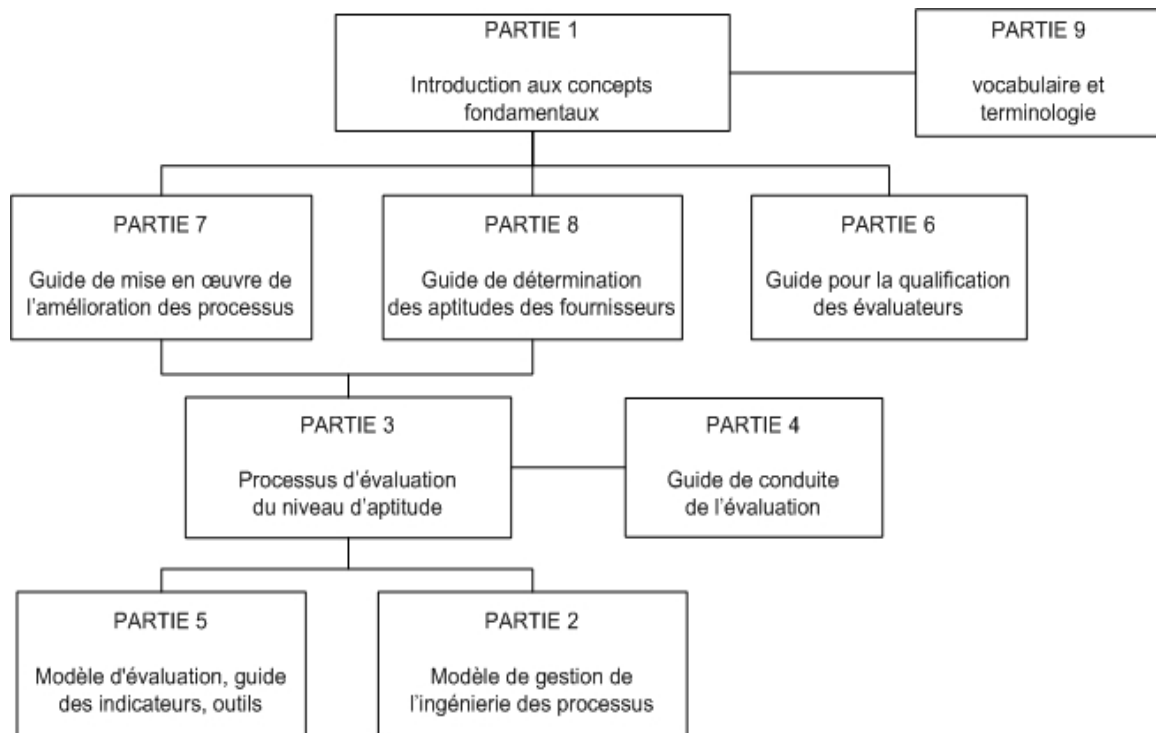 PARTIE 1
Introduction aux concepts
fondamentaux
PARTIE 9
vocabulaire et
terminologie
PARTIE 7
Guide de mise en œuvre de
l'amélioration des processus
PARTIE 8
Guide de détermination
des aptitudes des fournisseurs
PARTIE 6
Guide pour la qualification
des évaluateurs
PARTIE 3
Processus d'évaluation
du niveau d'aptitude
PARTIE 4
Guide de conduite
de l'évaluation
PARTIE 5
Modèle d'évaluation, guide
des indicateurs, outils
PARTIE 2
Modèle de gestion de
l'ingénierie des processus